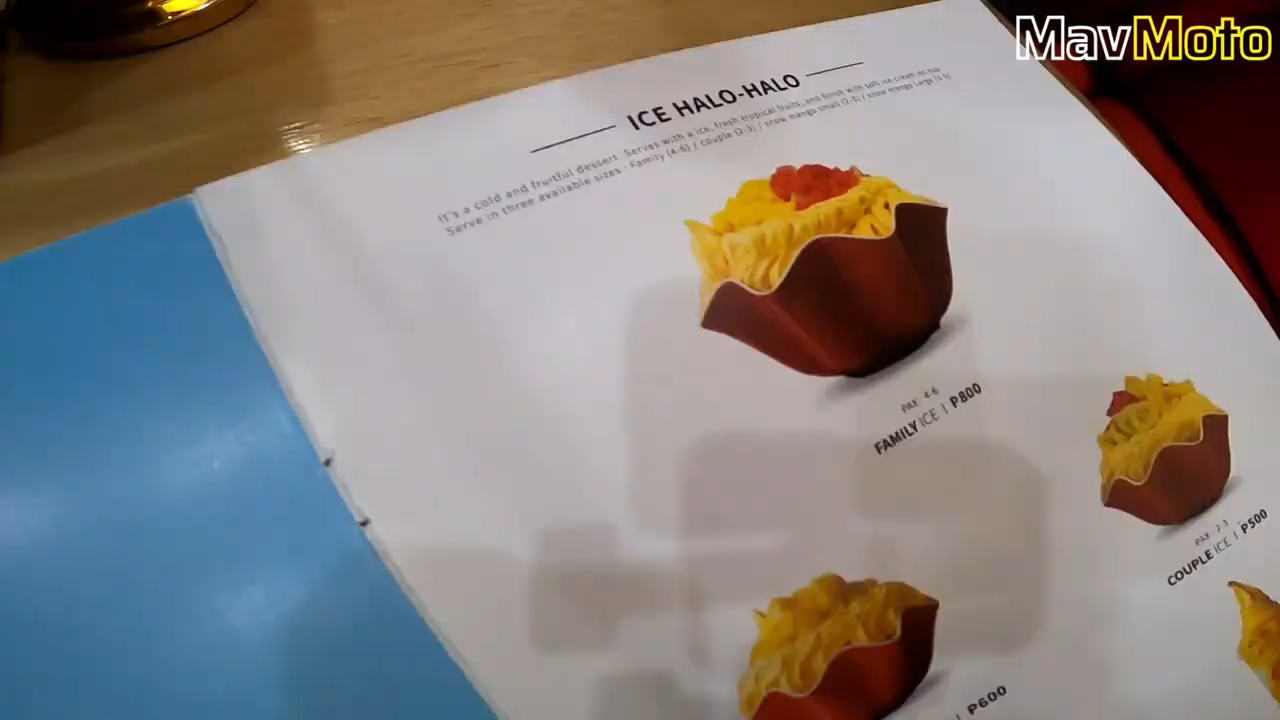 MavMoto
ICE HALO-HALO
It's a cold and fruitful dessert. Serves with a ice, fresh tropical fruits, and finish with soft ice cream on top
Serve in three available sizes - Family (4-6) / couple (2-3) / snow mango small (2-3) / snow mango large (3-5)
PAX 4-6
FAMILY ICE | P800
PAX 2-3
COUPLE ICE | P500
| P600